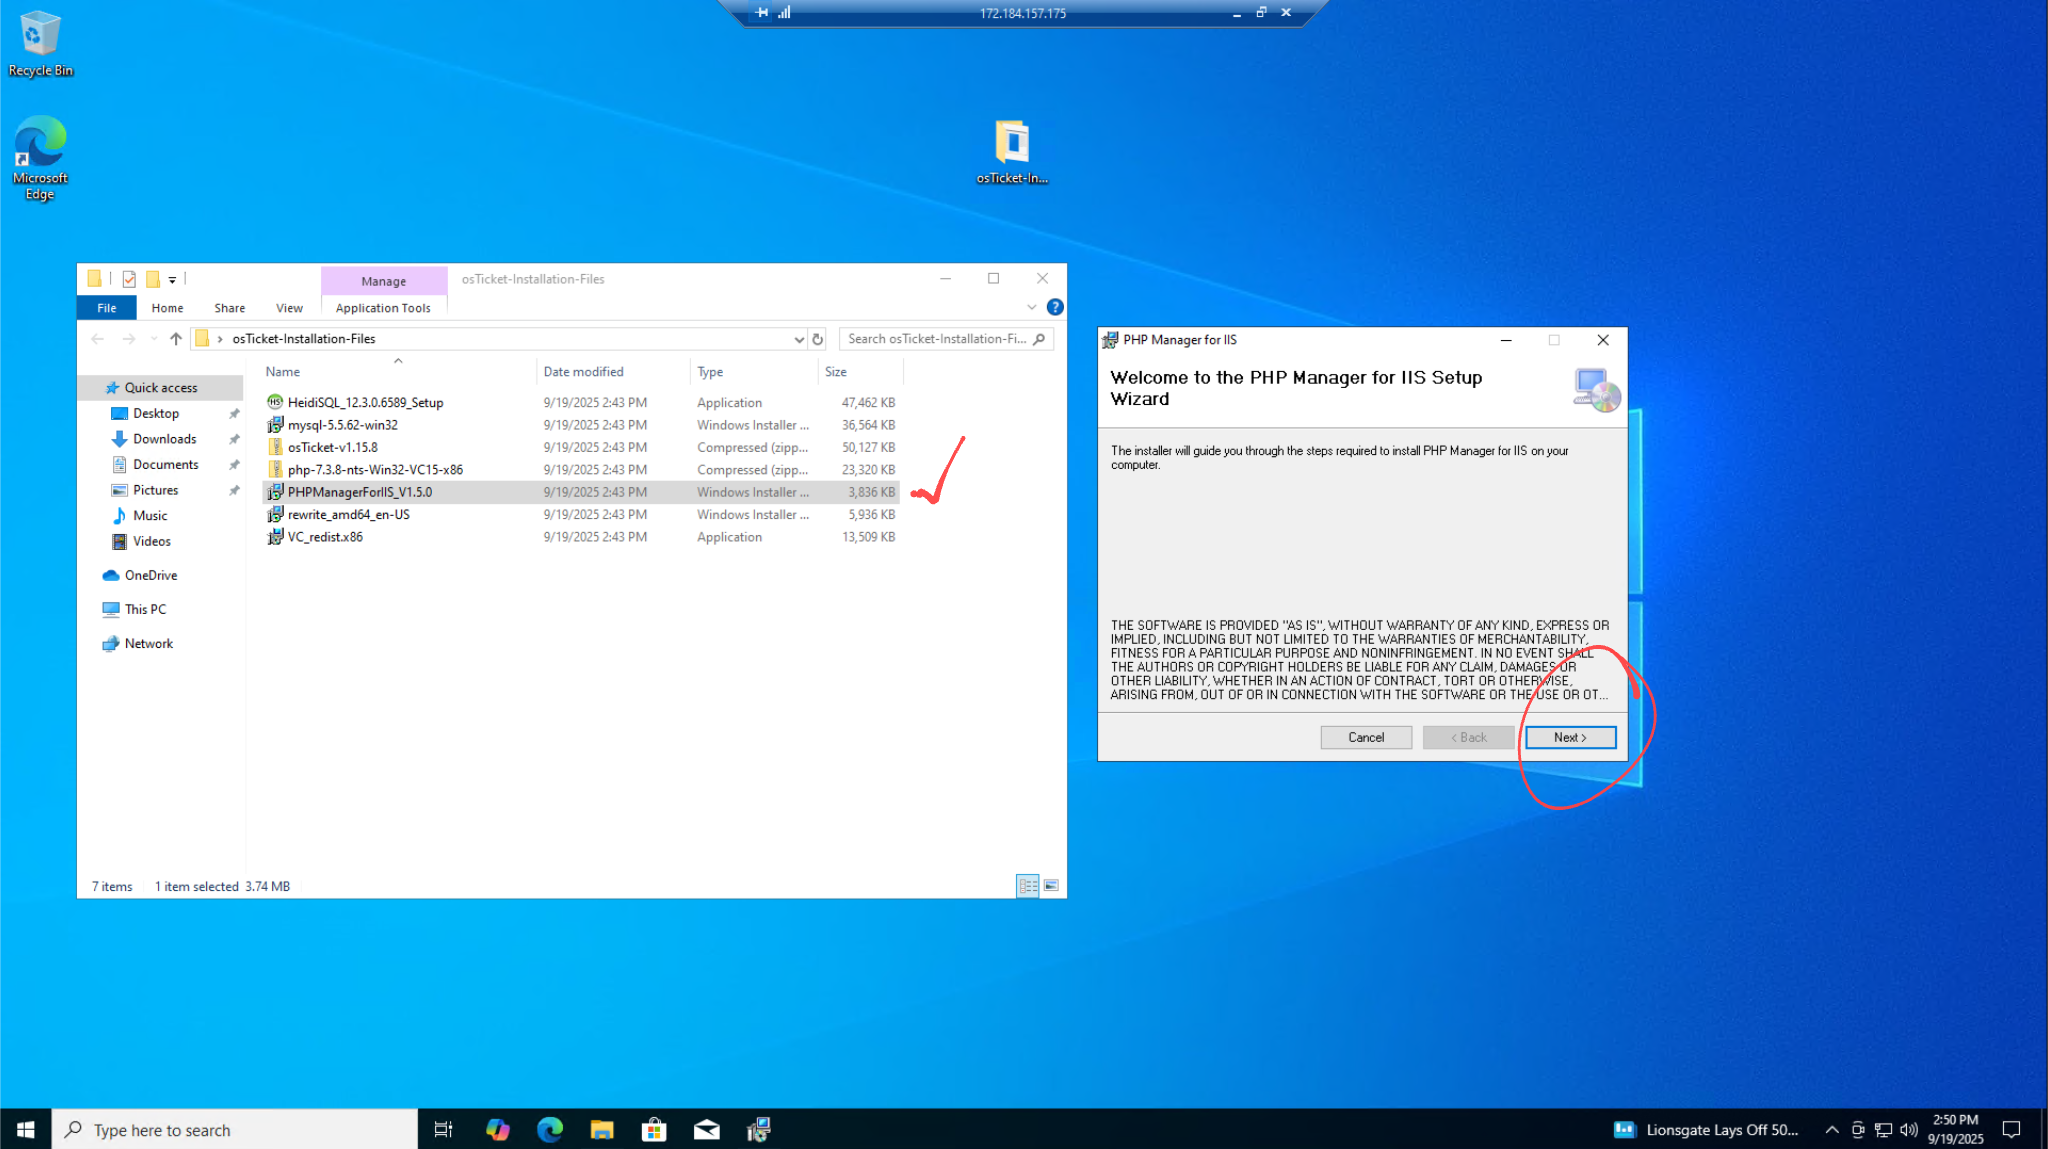 172.184.157.175
Recycle Bin
Microsoft
Edge
osTicket-In...
Manage
osTicket-Installation-Files
File
Home
Share
View
Application Tools
osTicket-Installation-Files
Search osTicket-Installation-Fi...
Name
Date modified
Type
Size
Quick access
Desktop
Downloads
Documents
Pictures
Music
Videos
OneDrive
This PC
Network
HeidiSQL_12.3.0.6589_Setup 9/19/2025 2:43 PM Application 47,462 KB
mysql-5.5.62-win32 9/19/2025 2:43 PM Windows Installer ... 36,564 KB
osTicket-v1.15.8 9/19/2025 2:43 PM Compressed (zipp... 50,127 KB
php-7.3.8-nts-Win32-VC15-x86 9/19/2025 2:43 PM Compressed (zipp... 23,320 KB
PHPManagerForIIS_V1.5.0 9/19/2025 2:43 PM Windows Installer ... 3,836 KB
rewrite_amd64_en-US 9/19/2025 2:43 PM Windows Installer ... 5,936 KB
VC_redist.x86 9/19/2025 2:43 PM Application 13,509 KB
7 items 1 item selected 3.74 MB
PHP Manager for IIS
Welcome to the PHP Manager for IIS Setup
Wizard
The installer will guide you through the steps required to install PHP Manager for IIS on your
computer.
THE SOFTWARE IS PROVIDED "AS IS", WITHOUT WARRANTY OF ANY KIND, EXPRESS OR
IMPLIED, INCLUDING BUT NOT LIMITED TO THE WARRANTIES OF MERCHANTABILITY,
FITNESS FOR A PARTICULAR PURPOSE AND NONINFRINGEMENT. IN NO EVENT SHALL
THE AUTHORS OR COPYRIGHT HOLDERS BE LIABLE FOR ANY CLAIM, DAMAGES OR
OTHER LIABILITY, WHETHER IN AN ACTION OF CONTRACT, TORT OR OTHERWISE,
ARISING FROM, OUT OF OR IN CONNECTION WITH THE SOFTWARE OR THE USE OR OT...
Cancel
< Back
Next >
Type here to search
Lionsgate Lays Off 50...
2:50 PM
9/19/2025